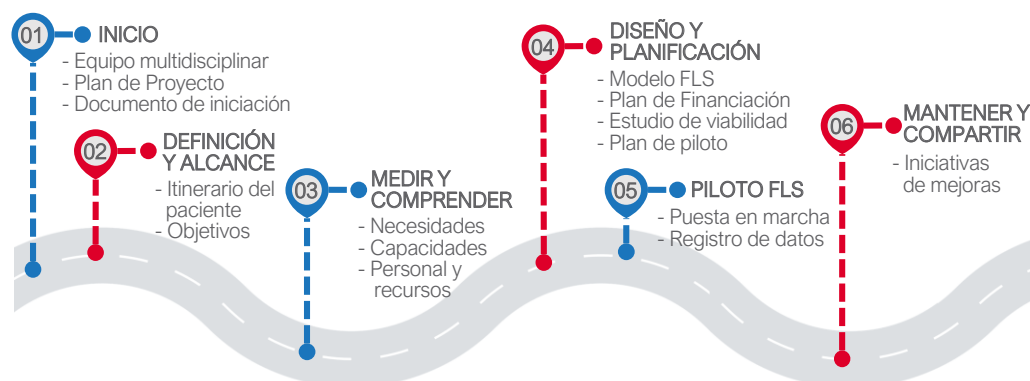 01
INICIO
- Equipo multidisciplinar
- Plan de Proyecto
- Documento de iniciación
02
DEFINICIÓN
Y ALCANCE
- Itinerario del
paciente
- Objetivos
03
MEDIR Y
COMPRENDER
- Necesidades
- Capacidades
- Personal y
recursos
04
DISEÑO Y
PLANIFICACIÓN
- Modelo FLS
- Plan de Financiación
- Estudio de viabilidad
- Plan de piloto
05
PILOTO FLS
- Puesta en marcha
- Registro de datos
06
MANTENER Y
COMPARTIR
- Iniciativas
de mejoras